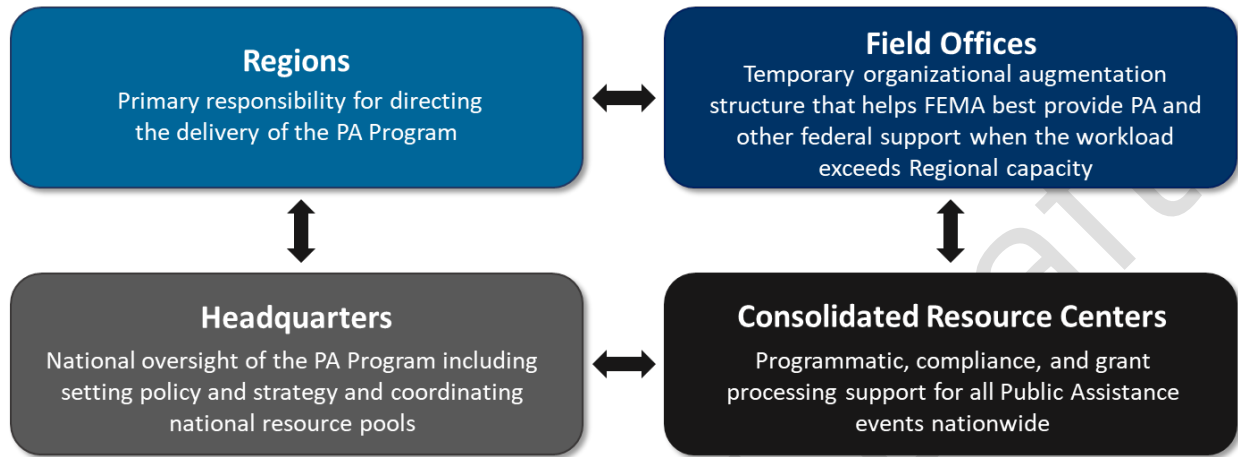 Regions
Primary responsibility for directing
the delivery of the PA Program
Field Offices
Temporary organizational augmentation
structure that helps FEMA best provide PA and
other federal support when the workload
exceeds Regional capacity
Headquarters
National oversight of the PA Program including
setting policy and strategy and coordinating
national resource pools
Consolidated Resource Centers
Programmatic, compliance, and grant
processing support for all Public Assistance
events nationwide